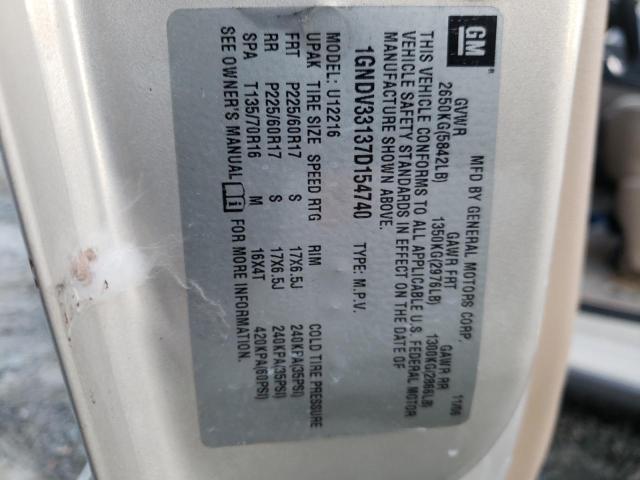 GM
MFD BY GENERAL MOTORS CORP. 11/06
GVWR GAWR FRT GAWR RR
2650KG(5842LB) 1350KG(2976LB) 1300KG(2866LB)
THIS VEHICLE CONFORMS TO ALL APPLICABLE U.S. FEDERAL MOTOR
VEHICLE SAFETY STANDARDS IN EFFECT ON THE DATE OF
MANUFACTURE SHOWN ABOVE.
1GNDV33137D154740 TYPE: M.P.V.
MODEL: U12216
UPAK TIRE SIZE SPEED RTG RIM COLD TIRE PRESSURE
FRT P225/60R17 S 17X6.5J 240KPA(35PSI)
RR P225/60R17 S 17X6.5J 240KPA(35PSI)
SPA T135/70R16 M 16X4T 420KPA(60PSI)
SEE OWNER'S MANUAL FOR MORE INFORMATION.